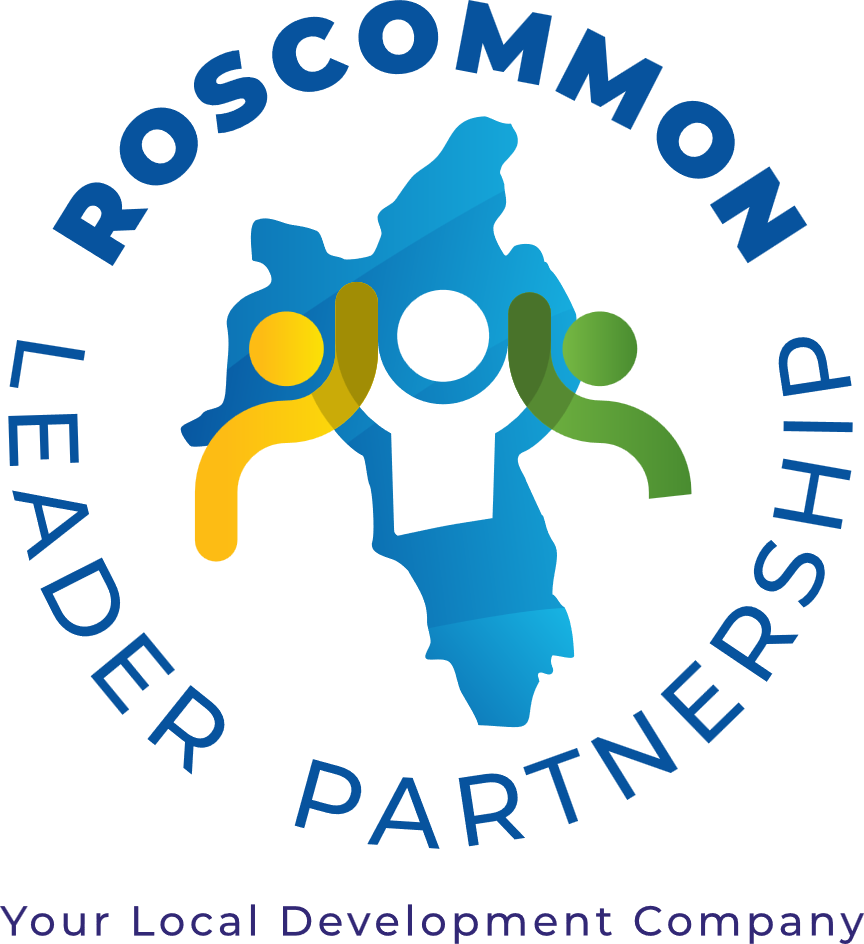 ROSCOMMON
LEADER PARTNERSHIP
Your Local Development Company